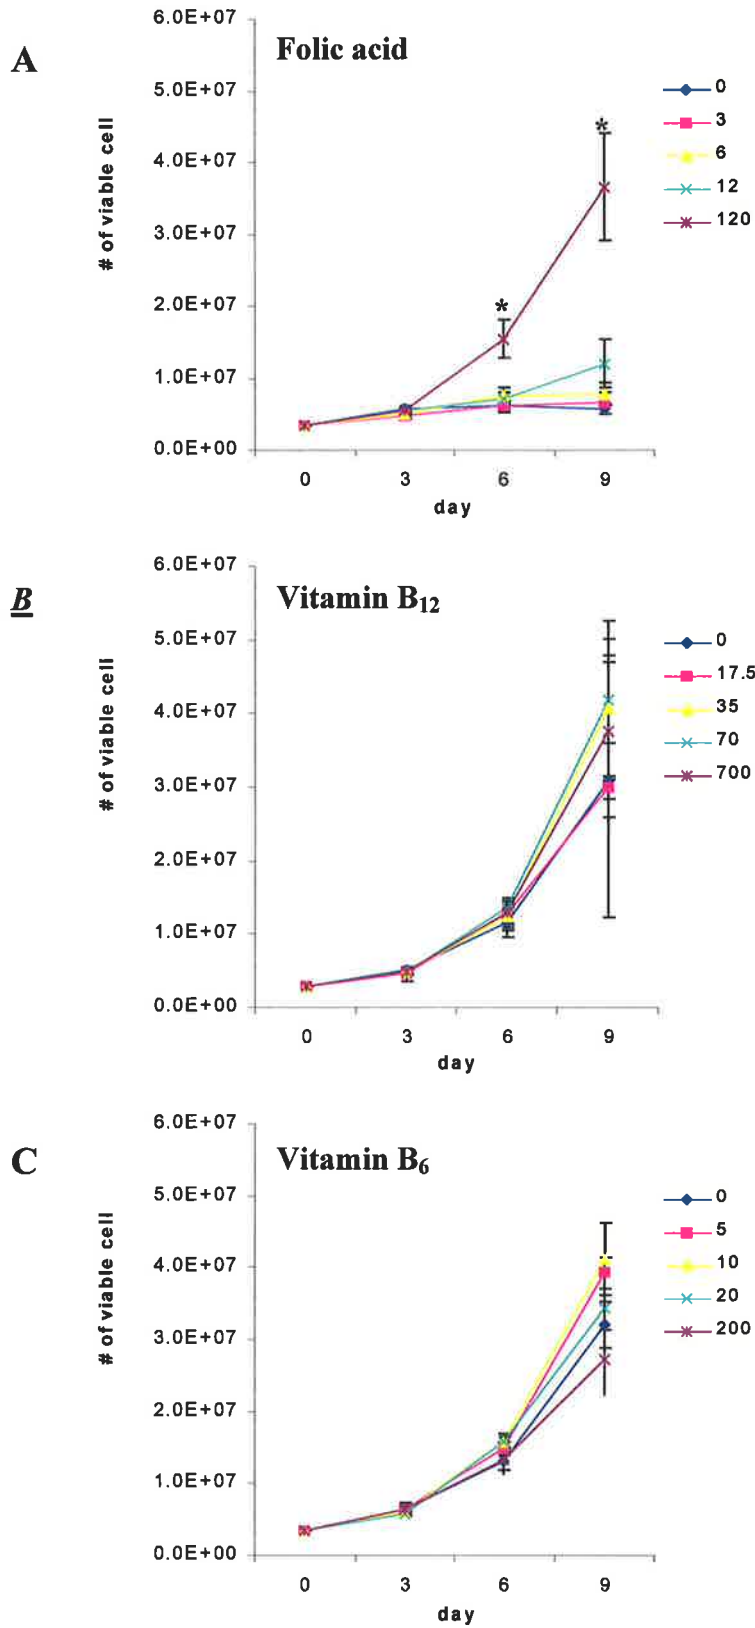 A
Folic acid
# of viable cell
6.0E+07
5.0E+07
4.0E+07
3.0E+07
2.0E+07
1.0E+07
0.0E+00
*
*
0 3 6 9
day
0
3
6
12
120
B
Vitamin B12
# of viable cell
6.0E+07
5.0E+07
4.0E+07
3.0E+07
2.0E+07
1.0E+07
0.0E+00
0 3 6 9
day
0
17.5
35
70
700
C
Vitamin B6
# of viable cell
6.0E+07
5.0E+07
4.0E+07
3.0E+07
2.0E+07
1.0E+07
0.0E+00
0 3 6 9
day
0
5
10
20
200